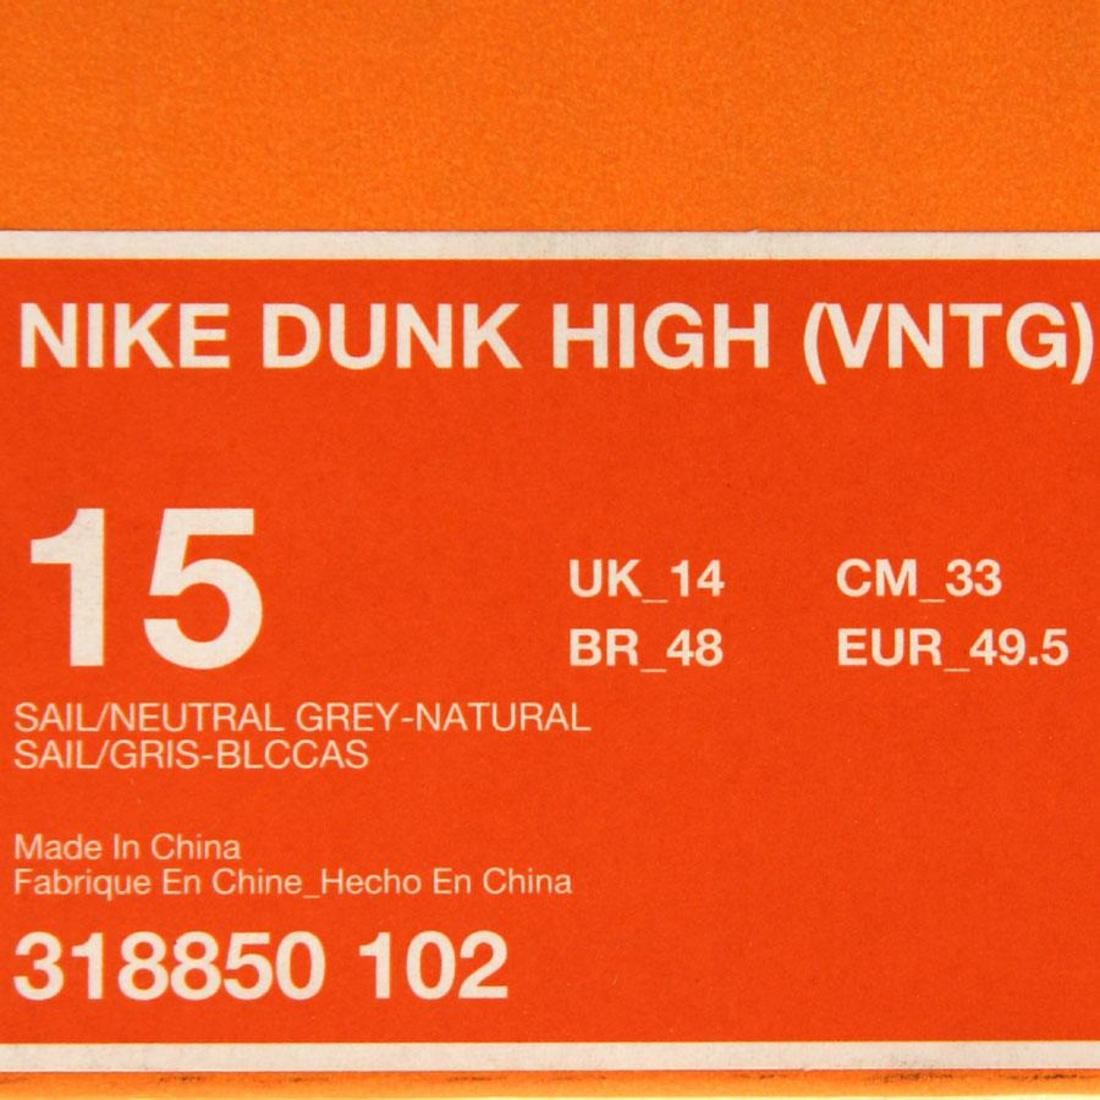 NIKE DUNK HIGH (VNTG)
15
UK_14 CM_33
BR_48 EUR_49.5
SAIL/NEUTRAL GREY-NATURAL
SAIL/GRIS-BLCCAS
Made In China
Fabrique En Chine_Hecho En China
318850 102